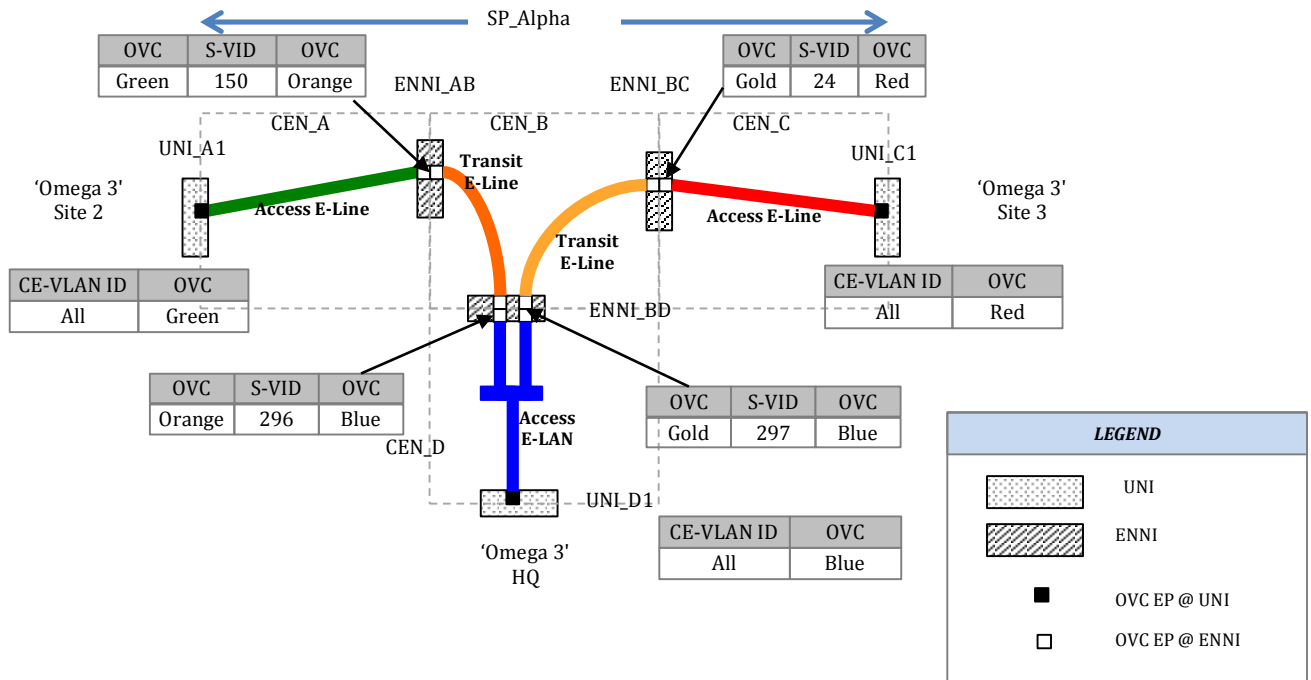 SP_Alpha
OVC S-VID OVC
Green 150 Orange
OVC S-VID OVC
Gold 24 Red
ENNI_AB
ENNI_BC
CEN_A
CEN_B
CEN_C
UNI_A1
UNI_C1
'Omega 3'
Site 2
Access E-Line
Transit
E-Line
Transit
E-Line
Access E-Line
'Omega 3'
Site 3
CE-VLAN ID OVC
All Green
ENNI_BD
CE-VLAN ID OVC
All Red
OVC S-VID OVC
Orange 296 Blue
OVC S-VID OVC
Gold 297 Blue
Access
E-LAN
CEN_D
UNI_D1
'Omega 3'
HQ
CE-VLAN ID OVC
All Blue
LEGEND
UNI
ENNI
OVC EP @ UNI
OVC EP @ ENNI